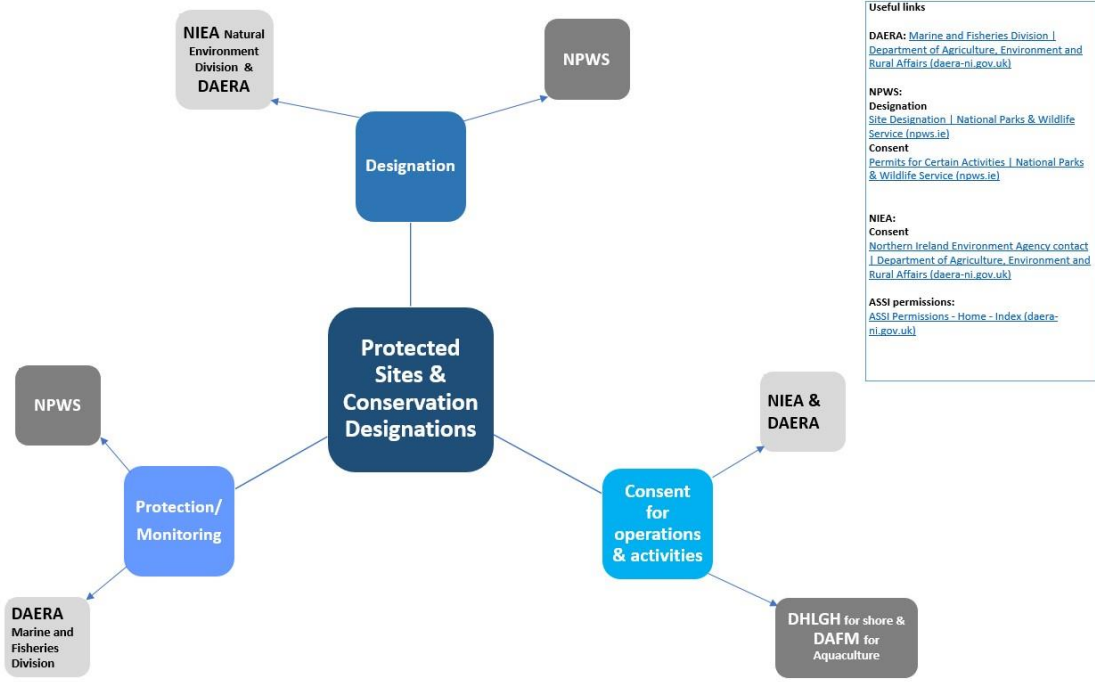 NIEA Natural
Environment
Division &
DAERA
NPWS
Designation
Protected
Sites &
Conservation
Designations
NPWS
Protection/
Monitoring
DAERA
Marine and
Fisheries
Division
NIEA &
DAERA
Consent
for
operations
& activities
DHLGH for shore &
DAFM for
Aquaculture
Useful links
DAERA: Marine and Fisheries Division |
Department of Agriculture, Environment and
Rural Affairs (daera-ni.gov.uk)
NPWS:
Designation
Site Designation | National Parks & Wildlife
Service (npws.ie)
Consent
Permits for Certain Activities | National Parks
& Wildlife Service (npws.ie)
NIEA:
Consent
Northern Ireland Environment Agency contact
| Department of Agriculture, Environment and
Rural Affairs (daera-ni.gov.uk)
ASSI permissions:
ASSI Permissions - Home - Index (daera-
ni.gov.uk)